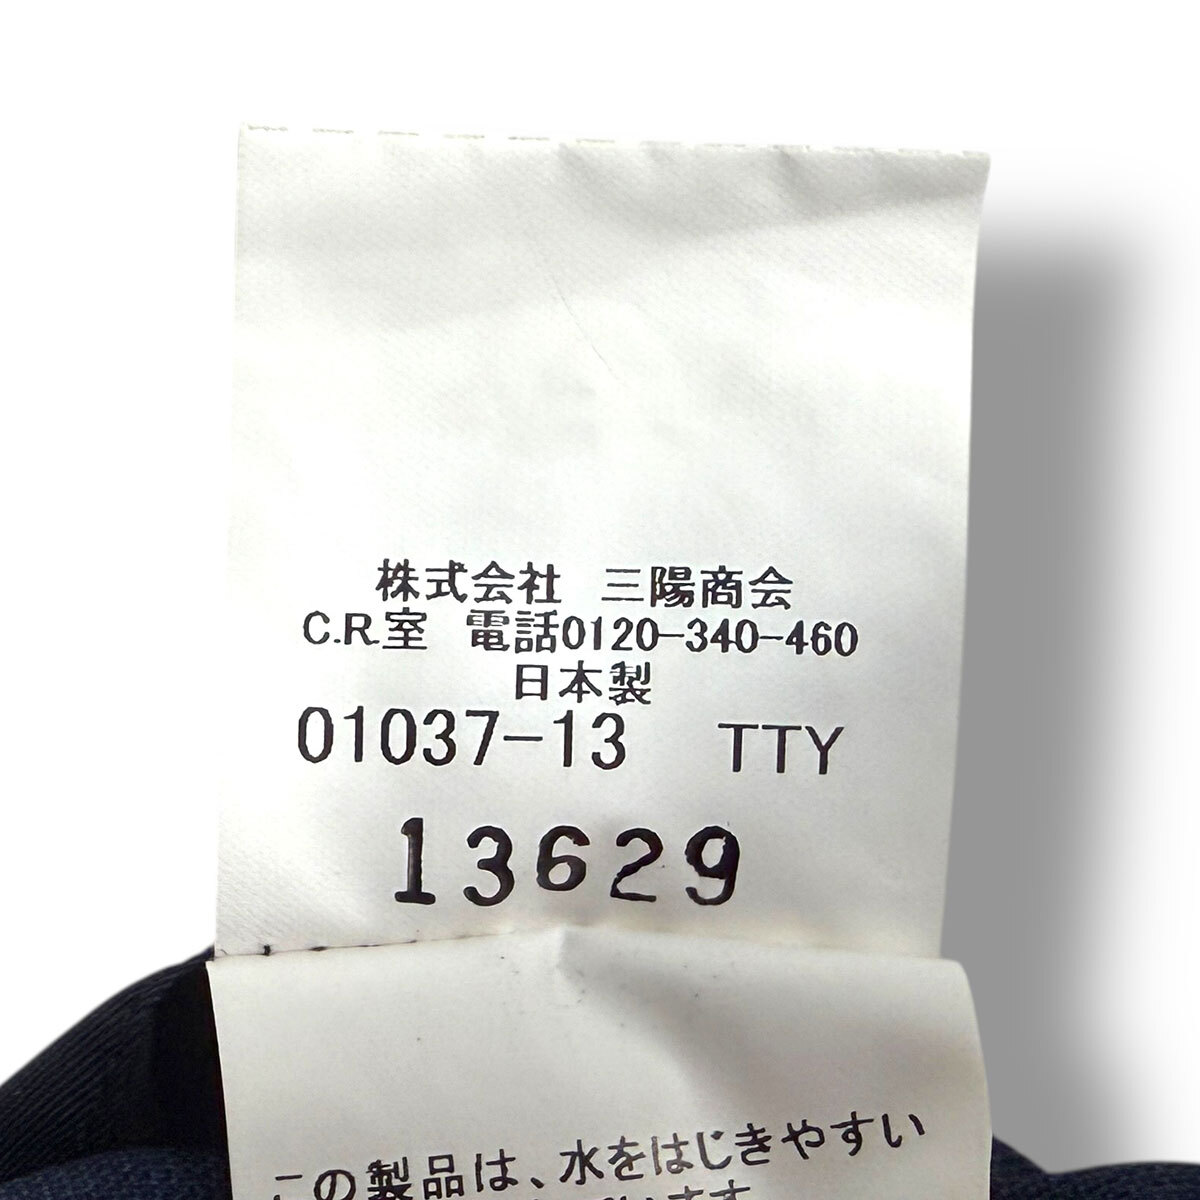 株式会社 三陽商会
C.R.室 電話0120-340-460
日本製
01037-13 TTY
13629
この製品は、水をはじきやすい